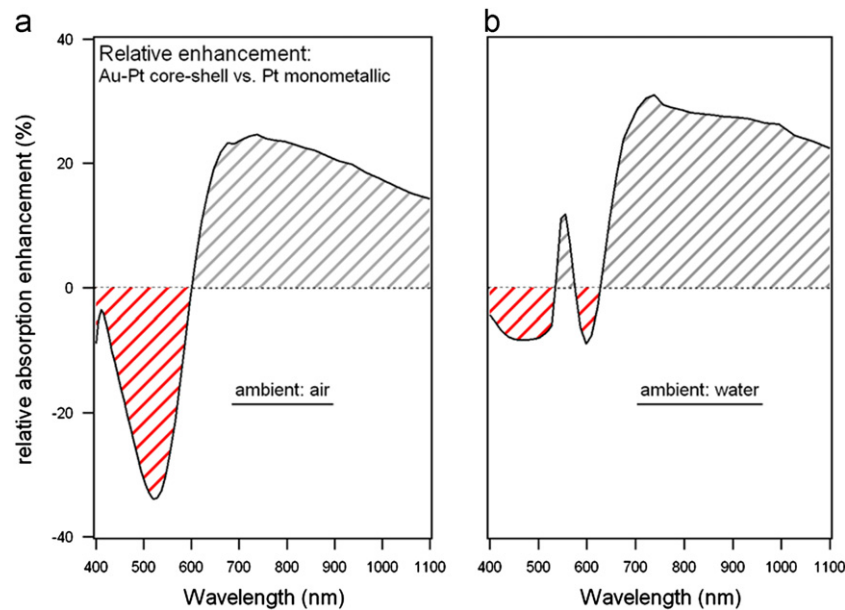 a
b
Relative enhancement:
Au-Pt core-shell vs. Pt monometallic
relative absorption enhancement (%)
40
20
0
-20
-40
ambient: air
ambient: water
400 500 600 700 800 900 1000 1100
400 500 600 700 800 900 1000 1100
Wavelength (nm)
Wavelength (nm)